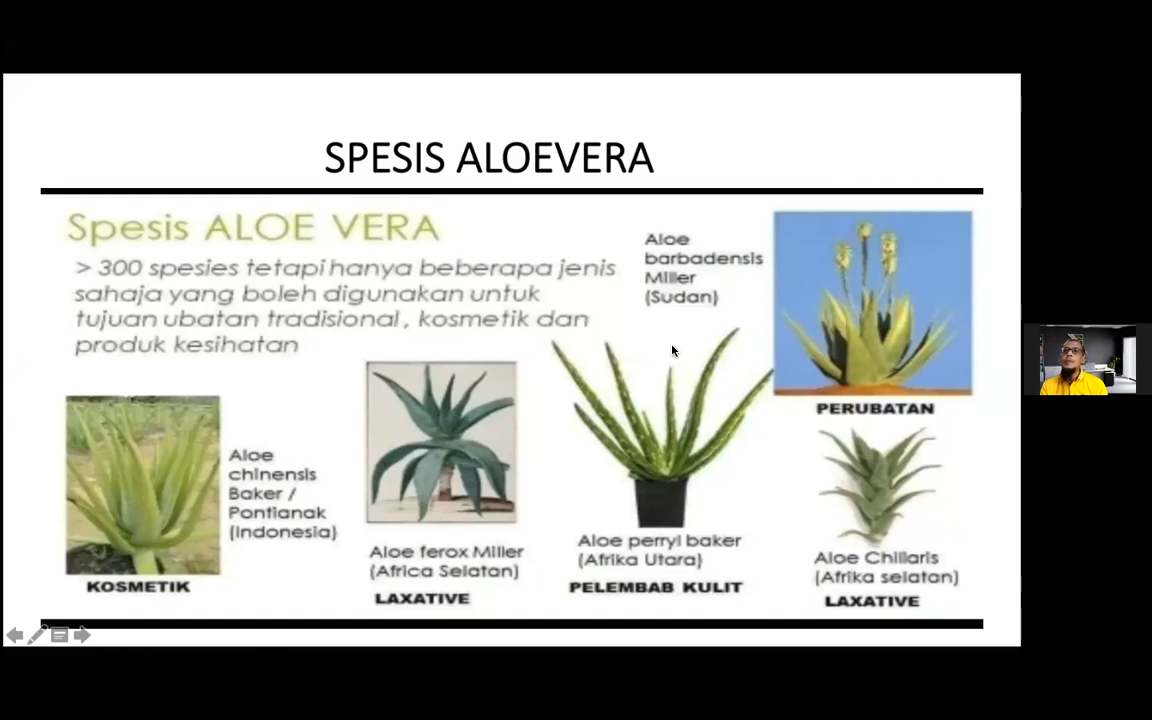 SPESIS ALOEVERA
Spesis ALOE VERA
> 300 spesies tetapi hanya beberapa jenis
sahaja yang boleh digunakan untuk
tujuan ubatan tradisional , kosmetik dan
produk kesihatan
Aloe
barbadensis
Miller
(Sudan)
PERUBATAN
Aloe
chinensis
Baker /
Pontianak
(Indonesia)
KOSMETIK
Aloe ferox Miller
(Africa Selatan)
LAXATIVE
Aloe perryi baker
(Afrika Utara)
PELEMBAB KULIT
Aloe Chillaris
(Afrika selatan)
LAXATIVE